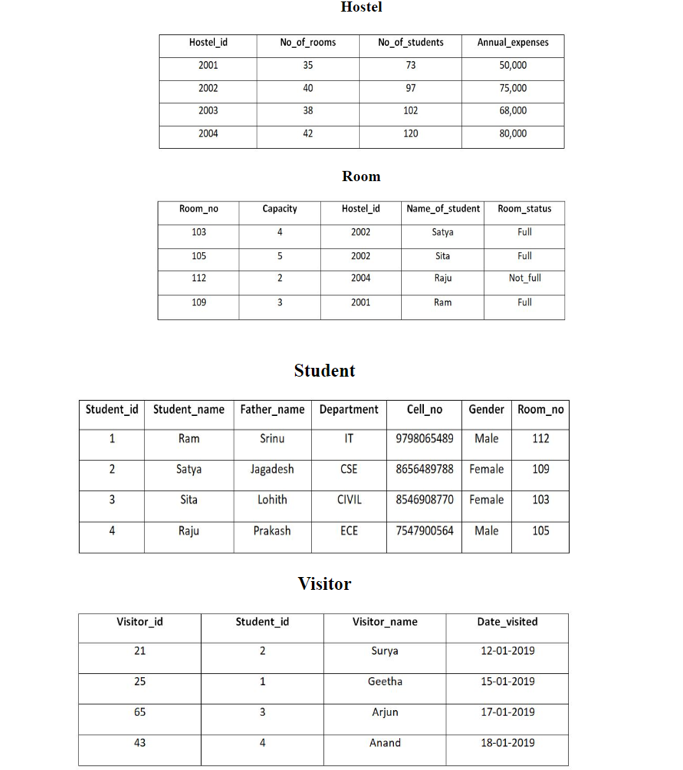 Hostel
Hostel_id No_of_rooms No_of_students Annual_expenses
2001 35 73 50,000
2002 40 97 75,000
2003 38 102 68,000
2004 42 120 80,000
Room
Room_no Capacity Hostel_id Name_of_student Room_status
103 4 2002 Satya Full
105 5 2002 Sita Full
112 2 2004 Raju Not_full
109 3 2001 Ram Full
Student
Student_id Student_name Father_name Department Cell_no Gender Room_no
1 Ram Srinu IT 9798065489 Male 112
2 Satya Jagadesh CSE 8656489788 Female 109
3 Sita Lohith CIVIL 8546908770 Female 103
4 Raju Prakash ECE 7547900564 Male 105
Visitor
Visitor_id Student_id Visitor_name Date_visited
21 2 Surya 12-01-2019
25 1 Geetha 15-01-2019
65 3 Arjun 17-01-2019
43 4 Anand 18-01-2019